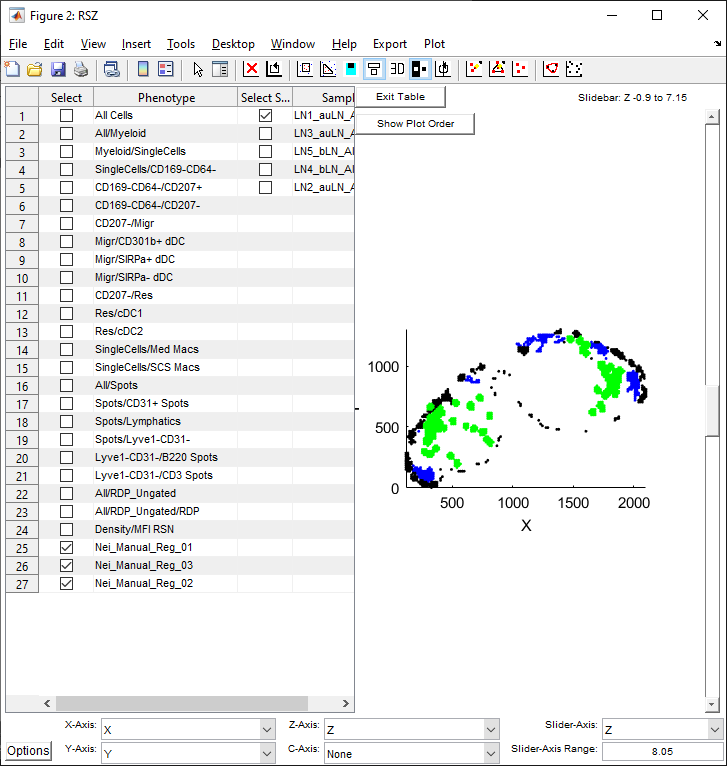 Figure 2: RSZ
File Edit View Insert Tools Desktop Window Help Export Plot
3D
Select Phenotype Select S... Sampl
Exit Table
Slidebar: Z -0.9 to 7.15
1 All Cells LN1_auLN_A
Show Plot Order
2 All/Myeloid LN3_auLN_A
3 Myeloid/SingleCells LN5_bLN_Al
4 SingleCells/CD169-CD64- LN4_bLN_Al
5 CD169-CD64-/CD207+ LN2_auLN_A
6 CD169-CD64-/CD207-
7 CD207-/Migr
8 Migr/CD301b+ dDC
9 Migr/SIRPa+ dDC
10 Migr/SIRPa- dDC
11 CD207-/Res
12 Res/cDC1
13 Res/cDC2
14 SingleCells/Med Macs
15 SingleCells/SCS Macs
16 All/Spots
17 Spots/CD31+ Spots
18 Spots/Lymphatics
19 Spots/Lyve1-CD31-
20 Lyve1-CD31-/B220 Spots
21 Lyve1-CD31-/CD3 Spots
22 All/RDP_Ungated
23 All/RDP_Ungated/RDP
24 Density/MFI RSN
25 Nei_Manual_Reg_01
26 Nei_Manual_Reg_03
27 Nei_Manual_Reg_02
1000
500
0
500 1000 1500 2000
X
X-Axis: X Z-Axis: Z Slider-Axis: Z
Options Y-Axis: Y C-Axis: None Slider-Axis Range: 8.05